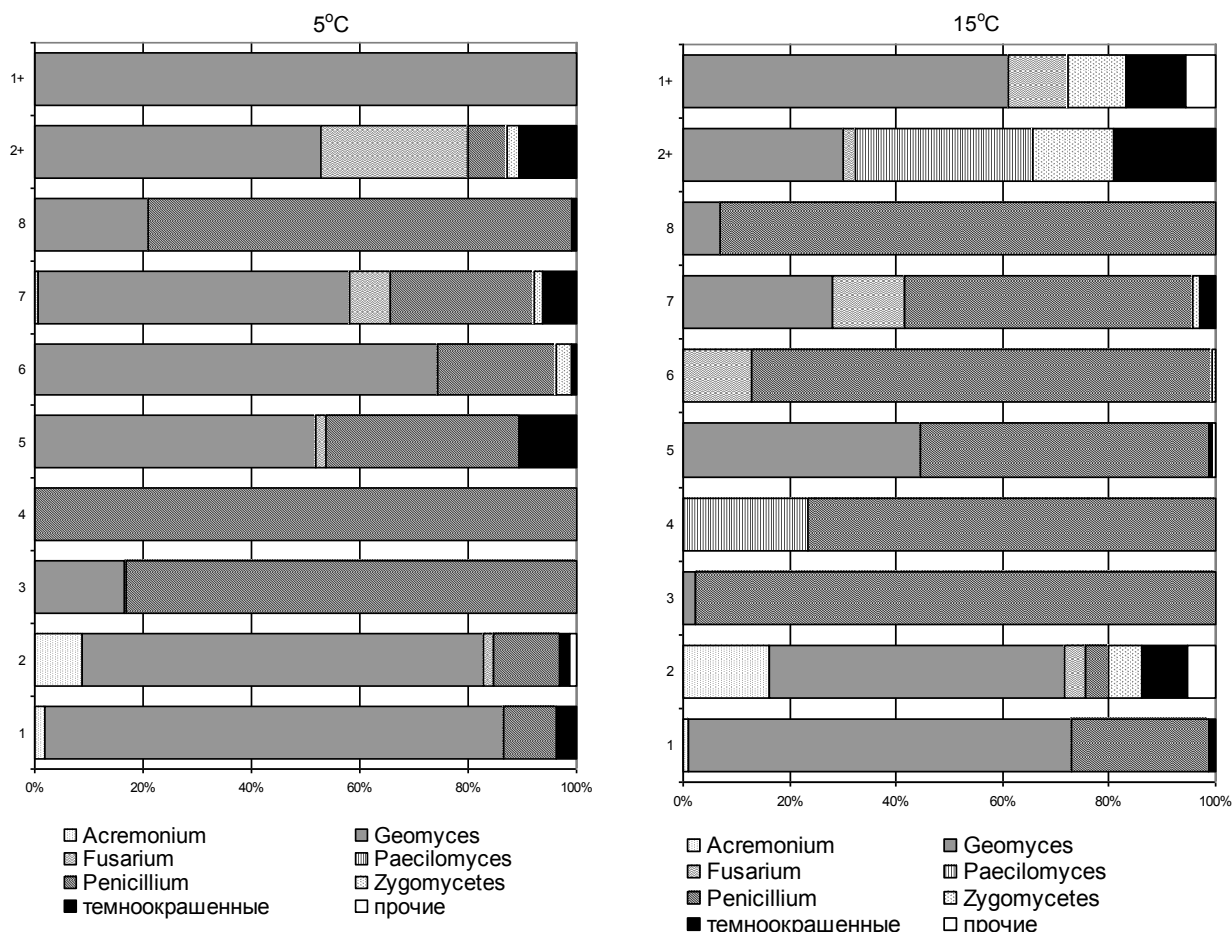 5°C
1+
2+
8
7
6
5
4
3
2
1
0% 20% 40% 60% 80% 100%
Acremonium Geomyces
Fusarium Paecilomyces
Penicillium Zygomycetes
темноокрашенные прочие
15°C
1+
2+
8
7
6
5
4
3
2
1
0% 20% 40% 60% 80% 100%
Acremonium Geomyces
Fusarium Paecilomyces
Penicillium Zygomycetes
темноокрашенные прочие